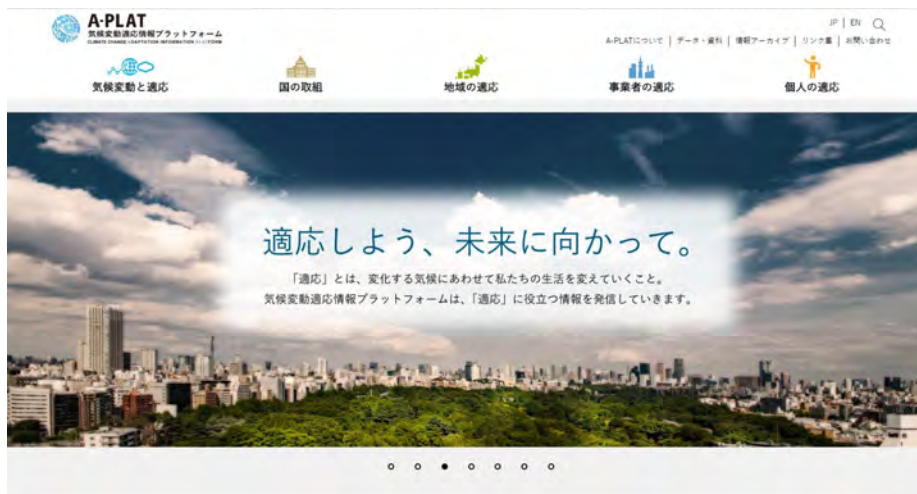 A-PLAT
気候変動適応情報プラットフォーム
CLIMATE CHANGE ADAPTATION INFORMATION PLATFORM
JP | EN
A-PLATについて | データ・資料 | 情報アーカイブ | リンク集 | お問い合わせ
気候変動と適応
国の取組
地域の適応
事業者の適応
個人の適応
適応しよう、未来に向かって。
「適応」とは、変化する気候にあわせて私たちの生活を変えていくこと。
気候変動適応情報プラットフォームは、「適応」に役立つ情報を発信していきます。